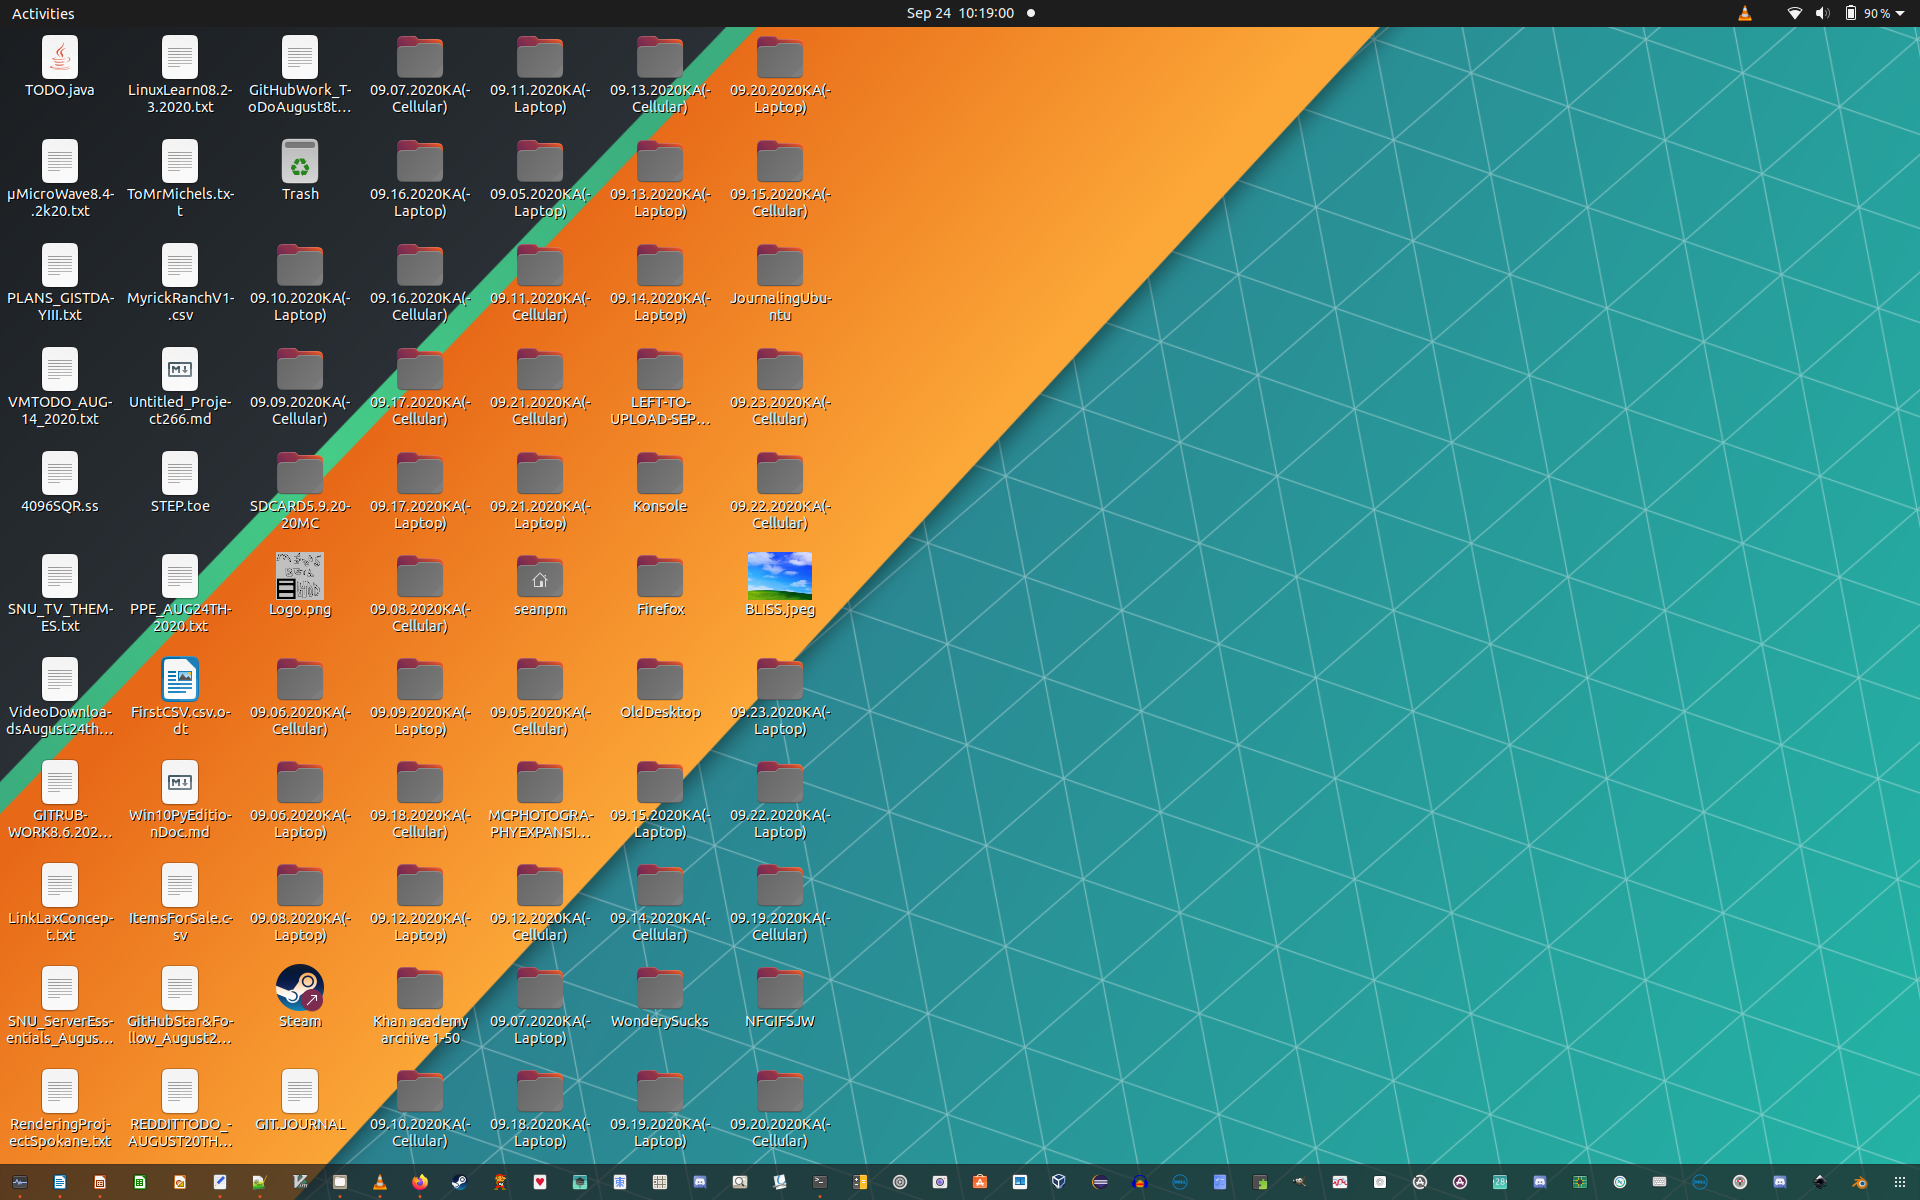 Activities
Sep 24 10:19:00
90 %
TODO.java
LinuxLearn08.2-
3.2020.txt
GitHubWork_T-
oDoAugust8t...
09.07.2020KA(-
Cellular)
09.11.2020KA(-
Laptop)
09.13.2020KA(-
Cellular)
09.20.2020KA(-
Laptop)
µMicroWave8.4-
.2k20.txt
ToMrMichels.tx-
t
Trash
09.16.2020KA(-
Laptop)
09.05.2020KA(-
Laptop)
09.13.2020KA(-
Laptop)
09.15.2020KA(-
Cellular)
PLANS_GISTDA-
YIII.txt
MyrickRanchV1-
.csv
09.10.2020KA(-
Laptop)
09.16.2020KA(-
Cellular)
09.11.2020KA(-
Cellular)
09.14.2020KA(-
Laptop)
JournalingUbu-
ntu
VMTODO_AUG-
14_2020.txt
Untitled_Proje-
ct266.md
09.09.2020KA(-
Cellular)
09.17.2020KA(-
Cellular)
09.21.2020KA(-
Cellular)
LEFT-TO-
UPLOAD-SEP...
09.23.2020KA(-
Cellular)
4096SQR.ss
STEP.toe
SDCARD5.9.20-
20MC
09.17.2020KA(-
Laptop)
09.21.2020KA(-
Laptop)
Konsole
09.22.2020KA(-
Cellular)
SNU_TV_THEM-
ES.txt
PPE_AUG24TH-
2020.txt
Logo.png
09.08.2020KA(-
Cellular)
seanpm
Firefox
BLISS.jpeg
VideoDownloa-
dsAugust24th...
FirstCSV.csv.o-
dt
09.06.2020KA(-
Cellular)
09.09.2020KA(-
Laptop)
09.05.2020KA(-
Cellular)
OldDesktop
09.23.2020KA(-
Laptop)
GITRUB-
WORK8.6.202...
Win10PyEditio-
nDoc.md
09.06.2020KA(-
Laptop)
09.18.2020KA(-
Cellular)
MCPHOTOGRA-
PHYEXPANSI...
09.15.2020KA(-
Laptop)
09.22.2020KA(-
Laptop)
LinkLaxConcep-
t.txt
ItemsForSale.c-
sv
09.08.2020KA(-
Laptop)
09.12.2020KA(-
Laptop)
09.12.2020KA(-
Cellular)
09.14.2020KA(-
Cellular)
09.19.2020KA(-
Cellular)
SNU_ServerEss-
entials_Augus...
GitHubStar&Fo-
llow_August2...
Steam
Khan academy
archive 1-50
09.07.2020KA(-
Laptop)
WonderySucks
NFGIFSJW
RenderingProj-
ectSpokane.txt
REDDITTODO_-
AUGUST20TH...
GIT.JOURNAL
09.10.2020KA(-
Cellular)
09.18.2020KA(-
Laptop)
09.19.2020KA(-
Laptop)
09.20.2020KA(-
Cellular)